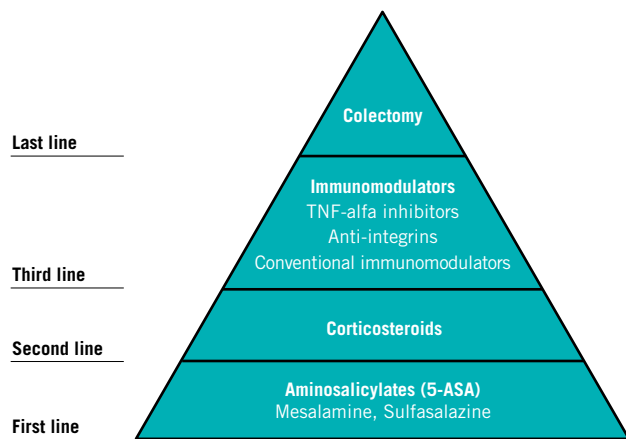 Colectomy
Last line
Immunomodulators
TNF-alfa inhibitors
Anti-integrins
Conventional immunomodulators
Third line
Corticosteroids
Second line
Aminosalicylates (5-ASA)
Mesalamine, Sulfasalazine
First line